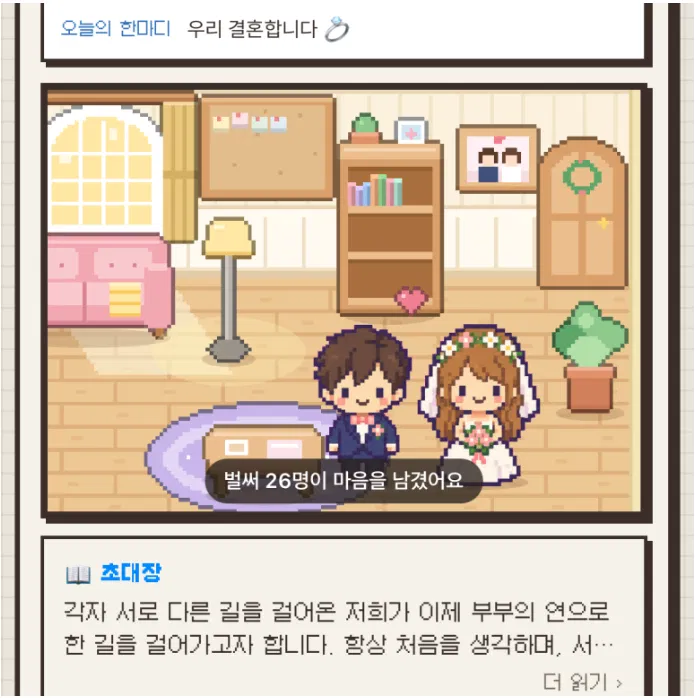 오늘의 한마디 우리 결혼합니다 💍
벌써 26명이 마음을 남겼어요
📖 초대장
각자 서로 다른 길을 걸어온 저희가 이제 부부의 연으로
한 길을 걸어가고자 합니다. 항상 처음을 생각하며, 서…
더 읽기 ›